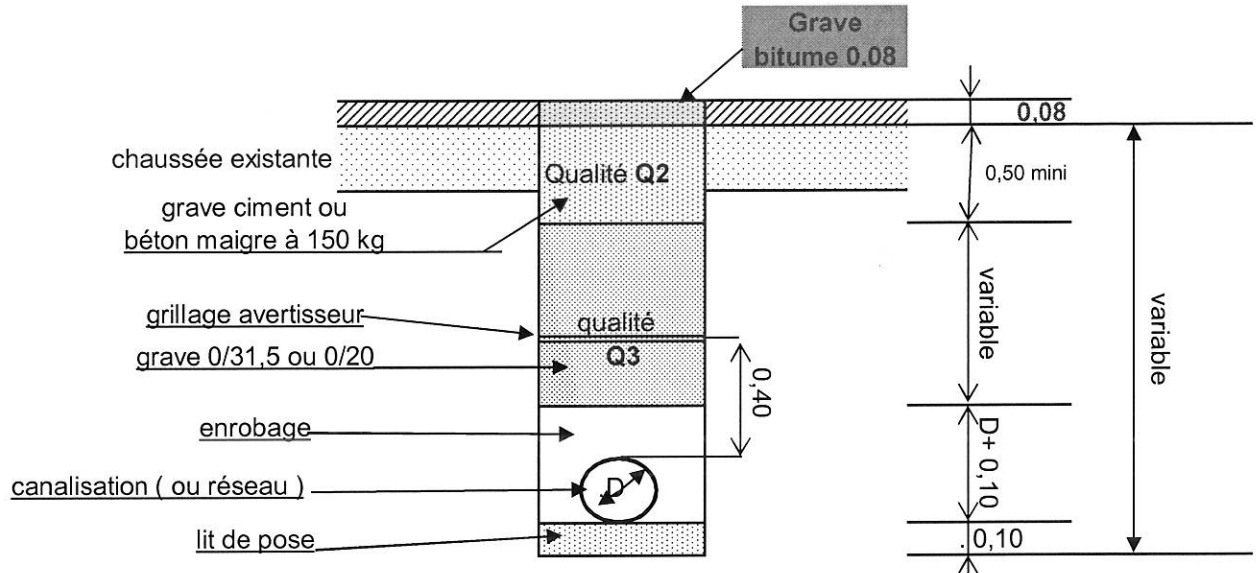 Grave
bitume 0.08
0,08
chaussée existante
Qualité Q2
0,50 mini
grave ciment ou
béton maigre à 150 kg
grillage avertisseur
qualité
grave 0/31,5 ou 0/20
Q3
0,40
variable
variable
enrobage
D+ 0,10
canalisation ( ou réseau )
D
lit de pose
. 0,10